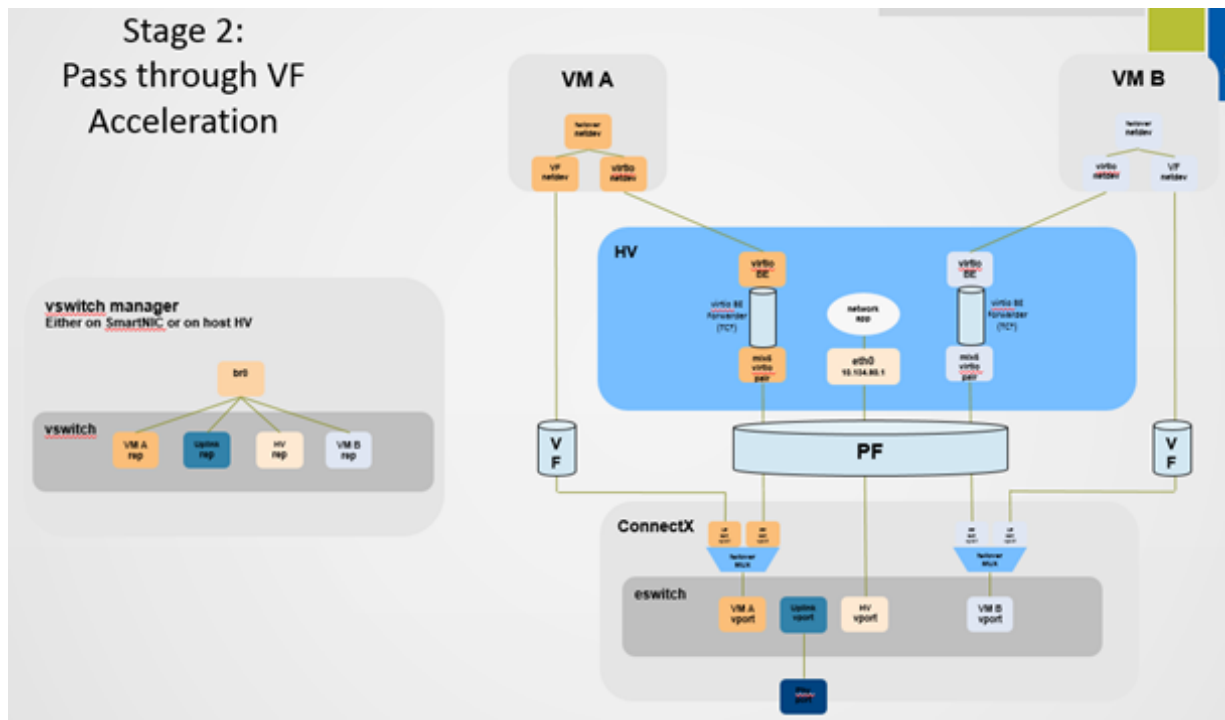 Stage 2:
Pass through VF
Acceleration
VM A
failover
netdev
VF
netdev
virtio
netdev
VM B
failover
netdev
virtio
netdev
VF
netdev
HV
virtio
BE
virtio BE
Forwarder
(TC?)
mlx5
virtio
pair
network
app
eth0
10.134.90.1
virtio
BE
virtio BE
Forwarder
(TC?)
mlx5
virtio
pair
vswitch manager
Either on SmartNIC or on host HV
br0
vswitch
VM A
rep
Uplink
rep
HV
rep
VM B
rep
V
F
PF
V
F
ConnectX
failover
MUX
failover
MUX
eswitch
VM A
vport
Uplink
vport
HV
vport
VM B
vport